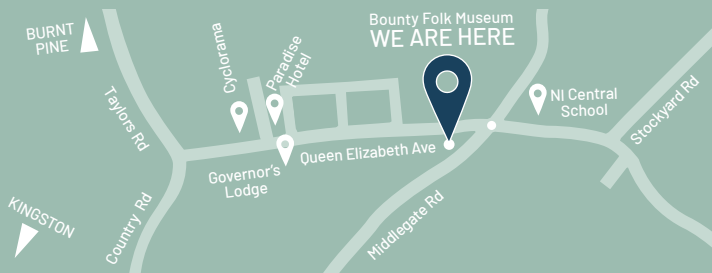 BURNT
PINE
Cyclorama
Paradise
Hotel
Bounty Folk Museum
WE ARE HERE
NI Central
School
Stockyard Rd
Taylors Rd
Queen Elizabeth Ave
Governor's
Lodge
KINGSTON
Country Rd
Middlegate Rd